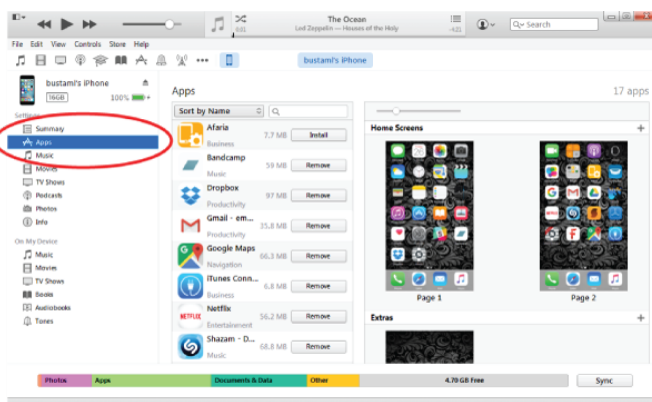 The Ocean
Led Zeppelin — Houses of the Holy
0:01
-4:21
Search
File Edit View Controls Store Help
bustami's iPhone
bustami's iPhone
16GB 100%
Apps
17 apps
Settings
Summary
Apps
Music
Movies
TV Shows
Podcasts
Photos
Info
On My Device
Music
Movies
TV Shows
Books
Audiobooks
Tones
Sort by Name
Afaria
Business
7.7 MB
Install
Bandcamp
Music
59 MB
Remove
Dropbox
Productivity
97 MB
Remove
Gmail - em...
Productivity
35.8 MB
Remove
Google Maps
Navigation
66.3 MB
Remove
iTunes Conn...
Business
6.8 MB
Remove
NETFLIX
Netflix
Entertainment
56.2 MB
Remove
Shazam - D...
Music
68.8 MB
Remove
Home Screens
Page 1
Page 2
Extras
Photos Apps Documents & Data Other 4.70 GB Free
Sync